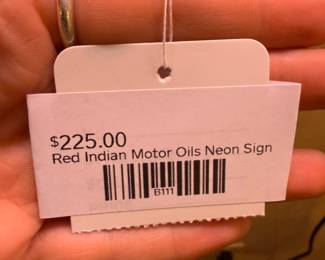 $225.00
Red Indian Motor Oils Neon Sign
B111